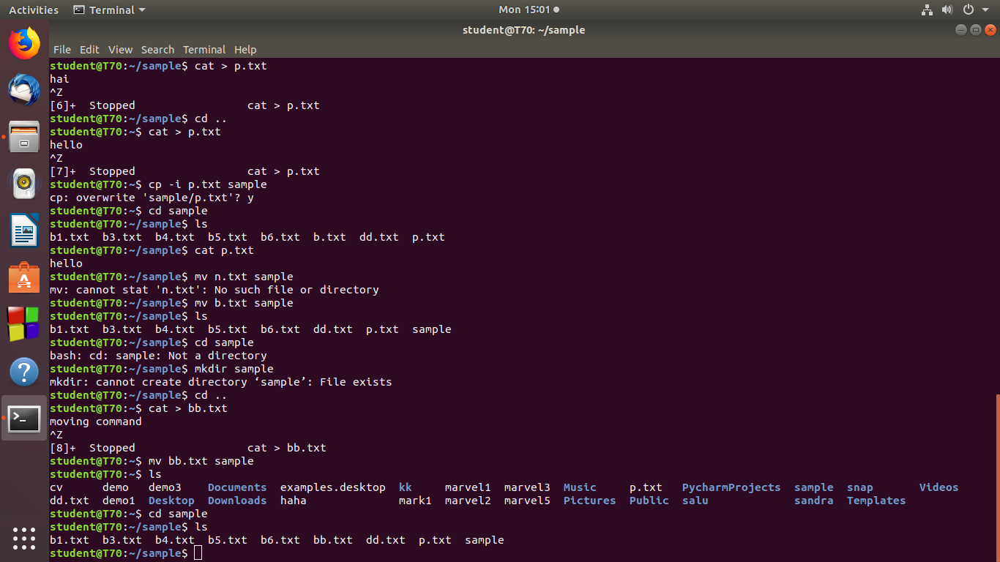 Activities Terminal Mon 15:01
student@T70: ~/sample
File Edit View Search Terminal Help
student@T70:~/sample$ cat > p.txt
hai
^Z
[6]+  Stopped                 cat > p.txt
student@T70:~/sample$ cd ..
student@T70:~$ cat > p.txt
hello
^Z
[7]+  Stopped                 cat > p.txt
student@T70:~$ cp -i p.txt sample
cp: overwrite 'sample/p.txt'? y
student@T70:~$ cd sample
student@T70:~/sample$ ls
b1.txt  b3.txt  b4.txt  b5.txt  b6.txt  b.txt  dd.txt  p.txt
student@T70:~/sample$ cat p.txt
hello
student@T70:~/sample$ mv n.txt sample
mv: cannot stat 'n.txt': No such file or directory
student@T70:~/sample$ mv b.txt sample
student@T70:~/sample$ ls
b1.txt  b3.txt  b4.txt  b5.txt  b6.txt  dd.txt  p.txt  sample
student@T70:~/sample$ cd sample
bash: cd: sample: Not a directory
student@T70:~/sample$ mkdir sample
mkdir: cannot create directory ‘sample’: File exists
student@T70:~/sample$ cd ..
student@T70:~$ cat > bb.txt
moving command
^Z
[8]+  Stopped                 cat > bb.txt
student@T70:~$ mv bb.txt sample
student@T70:~$ ls
cv      demo   demo3    Documents  examples.desktop  kk     marvel1  marvel3  Music     p.txt   PycharmProjects  sample  snap       Videos
dd.txt  demo1  Desktop  Downloads  haha              mark1  marvel2  marvel5  Pictures  Public  salu             sandra  Templates
student@T70:~$ cd sample
student@T70:~/sample$ ls
b1.txt  b3.txt  b4.txt  b5.txt  b6.txt  bb.txt  dd.txt  p.txt  sample
student@T70:~/sample$